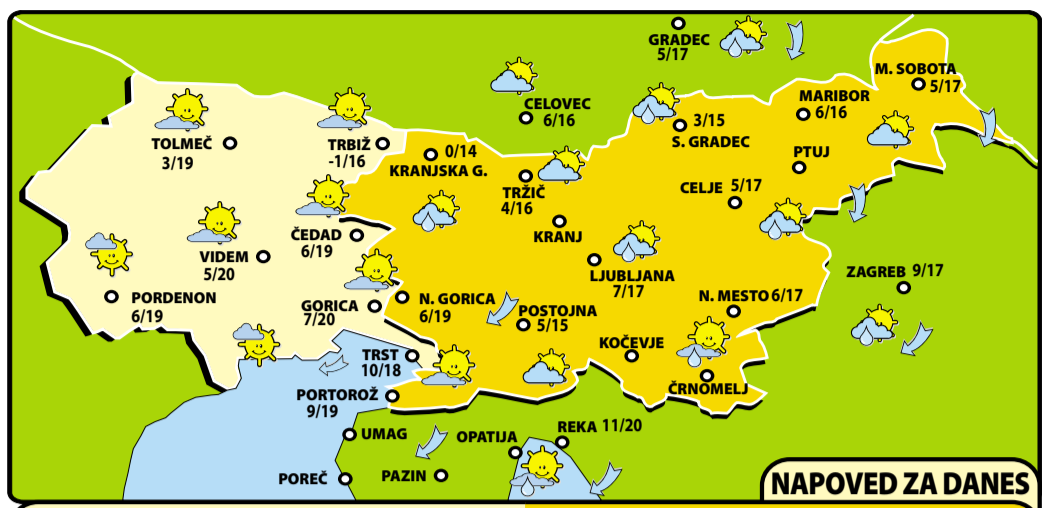 GRADEC
5/17
M. SOBOTA
5/17
CELOVEC
6/16
MARIBOR
6/16
3/15
S. GRADEC
TOLMEČ
3/19
TRBIŽ
-1/16
0/14
KRANJSKA G.
PTUJ
TRŽIČ
4/16
CELJE 5/17
ČEDAD
6/19
KRANJ
VIDEM
5/20
LJUBLJANA
7/17
ZAGREB 9/17
PORDENON
6/19
GORICA
7/20
N. GORICA
6/19
POSTOJNA
5/15
N. MESTO 6/17
KOČEVJE
TRST
10/18
ČRNOMELJ
PORTOROŽ
9/19
UMAG
OPATIJA
REKA 11/20
POREČ
PAZIN
NAPOVED ZA DANES